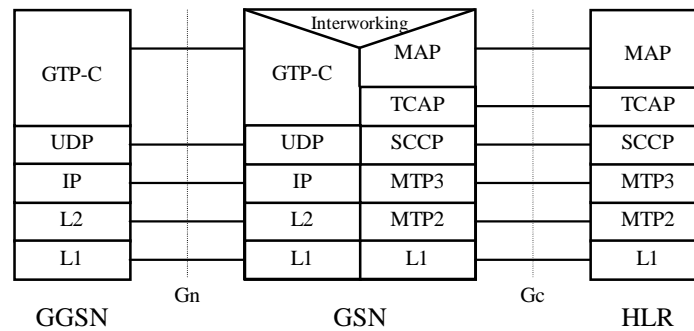 Interworking
GTP-C GTP-C MAP MAP
TCAP TCAP
UDP UDP SCCP SCCP
IP IP MTP3 MTP3
L2 L2 MTP2 MTP2
L1 L1 L1 L1
Gn Gc
GGSN GSN HLR